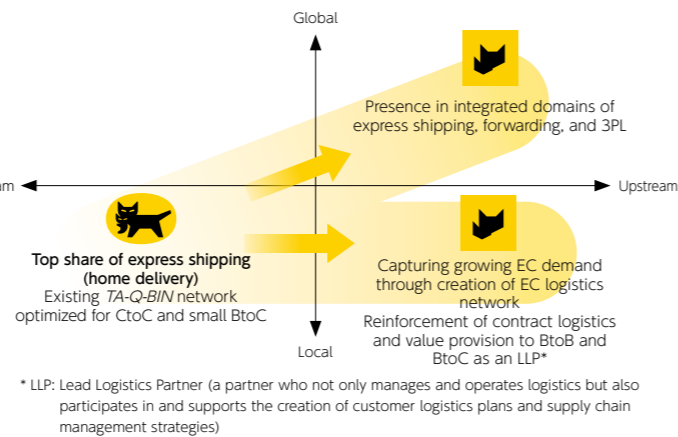 Global
Presence in integrated domains of
express shipping, forwarding, and 3PL
Upstream
Top share of express shipping
(home delivery)
Existing TA-Q-BIN network
optimized for CtoC and small BtoC
Capturing growing EC demand
through creation of EC logistics
network
Reinforcement of contract logistics
and value provision to BtoB and
BtoC as an LLP*
Local
* LLP: Lead Logistics Partner (a partner who not only manages and operates logistics but also
participates in and supports the creation of customer logistics plans and supply chain
management strategies)